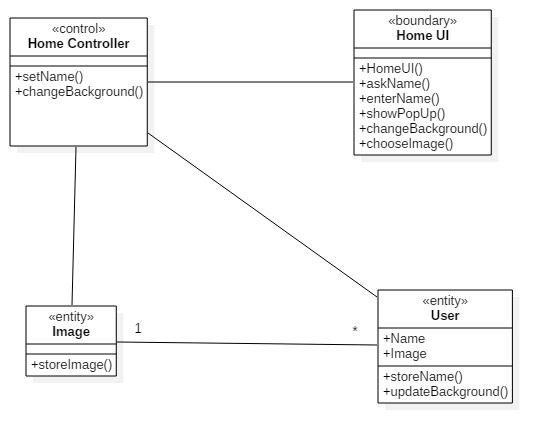 «control»
Home Controller
+setName()
+changeBackground()
«boundary»
Home UI
+HomeUI()
+askName()
+enterName()
+showPopUp()
+changeBackground()
+chooseImage()
«entity»
Image
+storeImage()
1
*
«entity»
User
+Name
+Image
+storeName()
+updateBackground()